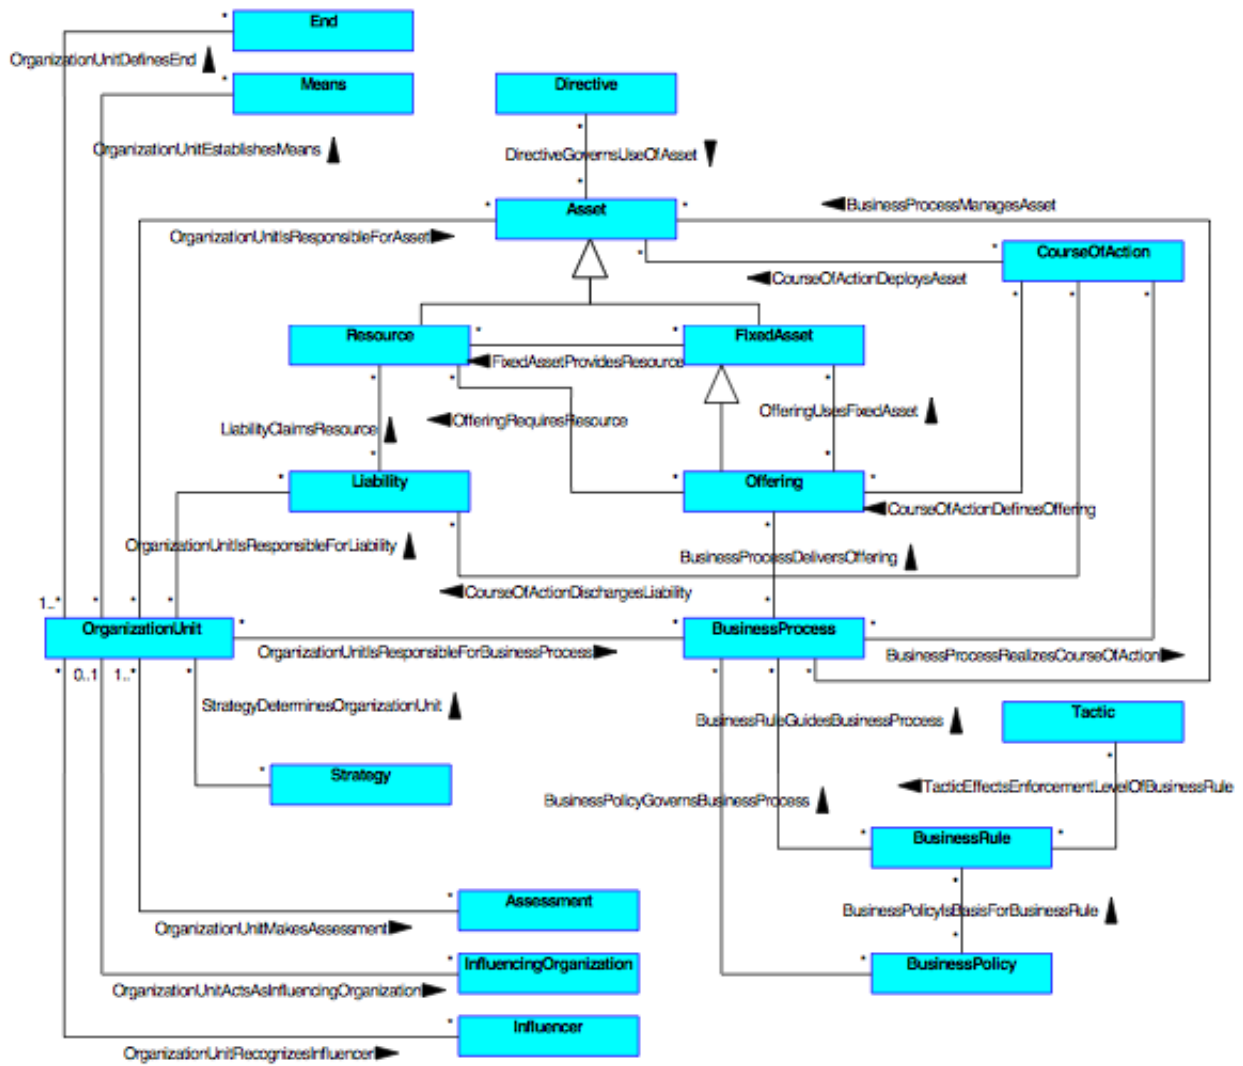 * End
OrganizationUnitDefinesEnd
* Means Directive
*
OrganizationUnitEstablishesMeans
DirectiveGovernsUseOfAsset
*
* Asset *
BusinessProcessManagesAsset
OrganizationUnitIsResponsibleForAsset
* * CourseOfAction
CourseOfActionDeploysAsset
* * *
Resource * * FixedAsset
FixedAssetProvidesResource
* * *
OfferingUsesFixedAsset
OfferingRequiresResource
LiabilityClaimsResource
* *
* Liability * Offering *
CourseOfActionDefinesOffering
* *
OrganizationUnitIsResponsibleForLiability
BusinessProcessDeliversOffering
CourseOfActionDischargesLiability
1..* * * * *
OrganizationUnit * * BusinessProcess *
OrganizationUnitIsResponsibleForBusinessProcess
BusinessProcessRealizesCourseOfAction
* 0..1 1..* * * * *
StrategyDeterminesOrganizationUnit
BusinessRuleGuidesBusinessProcess
Tactic
*
* Strategy
TacticEffectsEnforcementLevelOfBusinessRule
BusinessPolicyGovernsBusinessProcess
* BusinessRule *
*
* Assessment
BusinessPolicyIsBasisForBusinessRule
OrganizationUnitMakesAssessment
*
* InfluencingOrganization * BusinessPolicy
OrganizationUnitActsAsInfluencingOrganization
* Influencer
OrganizationUnitRecognizesInfluencer